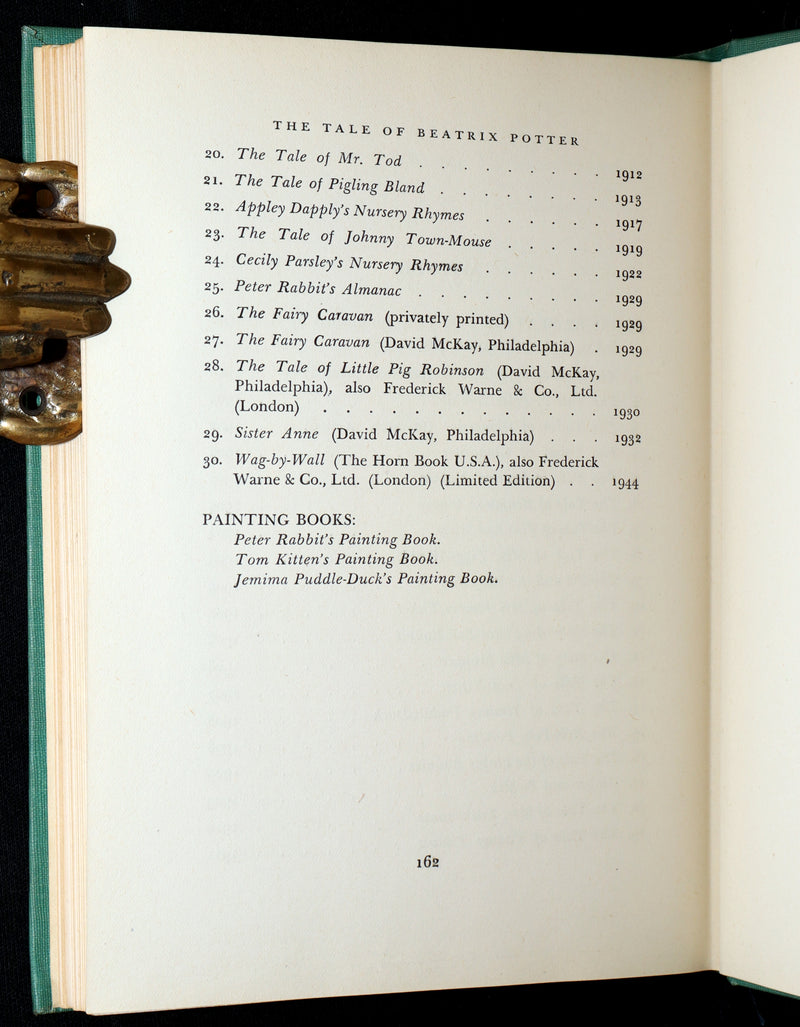 THE TALE OF BEATRIX POTTER
20. The Tale of Mr. Tod . . . . . . . . 1912
21. The Tale of Pigling Bland . . . . . . . . 1913
22. Appley Dapply's Nursery Rhymes . . . . . . 1917
23. The Tale of Johnny Town-Mouse . . . . . 1919
24. Cecily Parsley's Nursery Rhymes . . . . . . 1922
25. Peter Rabbit's Almanac . . . . . . . . . 1929
26. The Fairy Caravan (privately printed) . . . . 1929
27. The Fairy Caravan (David McKay, Philadelphia) . 1929
28. The Tale of Little Pig Robinson (David McKay,
Philadelphia), also Frederick Warne & Co., Ltd.
(London) . . . . . . . . . . . . . 1930
29. Sister Anne (David McKay, Philadelphia) . . . 1932
30. Wag-by-Wall (The Horn Book U.S.A.), also Frederick
Warne & Co., Ltd. (London) (Limited Edition) . . 1944
PAINTING BOOKS:
Peter Rabbit's Painting Book.
Tom Kitten's Painting Book.
Jemima Puddle-Duck's Painting Book.
162